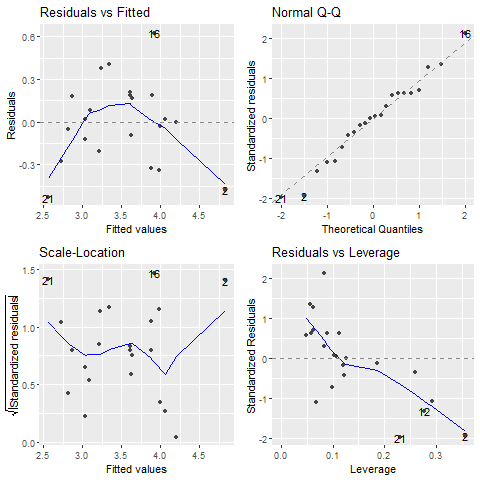 Residuals vs Fitted
Residuals
0.6
0.3
0.0
-0.3
16
21
2
2.5 3.0 3.5 4.0 4.5
Fitted values
Normal Q-Q
Standardized residuals
2
1
0
-1
-2
16
21
2
-2 -1 0 1 2
Theoretical Quantiles
Scale-Location
√|Standardized residuals|
1.5
1.0
0.5
0.0
21
16
2
2.5 3.0 3.5 4.0 4.5
Fitted values
Residuals vs Leverage
Standardized Residuals
2
1
0
-1
-2
12
21
2
0.0 0.1 0.2 0.3
Leverage